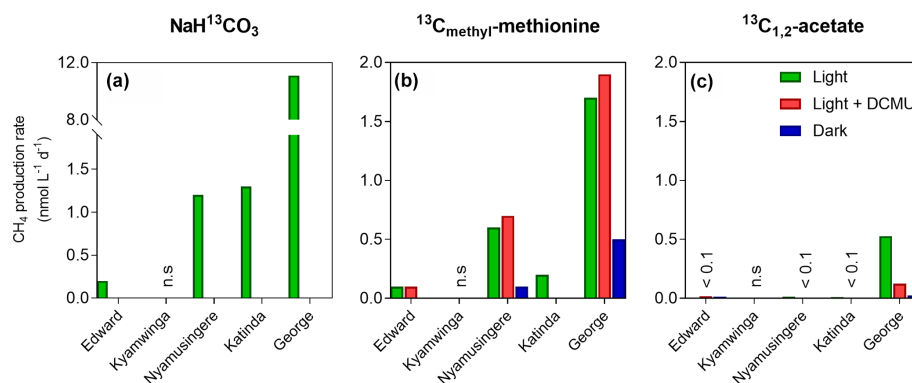 NaH¹³CO₃
¹³Cmethyl-methionine
¹³C₁,₂-acetate
CH₄ production rate
(nmol L⁻¹ d⁻¹)
(a)
12.0
8.0
1.5
1.0
0.5
0.0
n.s
Edward
Kyamwinga
Nyamusingere
Katinda
George
(b)
2.0
1.5
1.0
0.5
0.0
n.s
Edward
Kyamwinga
Nyamusingere
Katinda
George
(c)
2.0
1.5
1.0
0.5
0.0
Light
Light + DCMU
Dark
< 0.1
n.s
< 0.1
< 0.1
Edward
Kyamwinga
Nyamusingere
Katinda
George